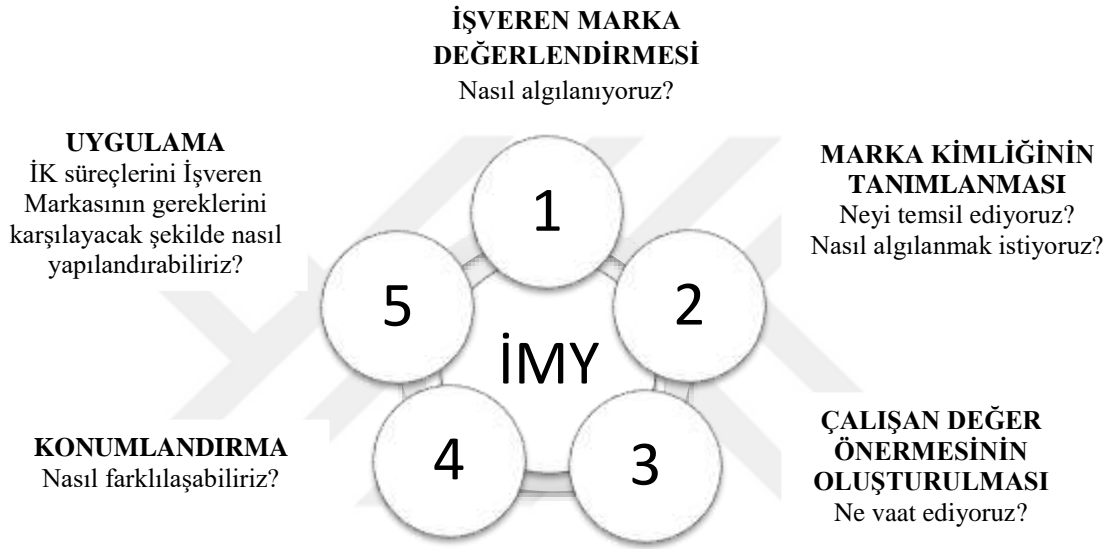 İŞVEREN MARKA
DEĞERLENDİRMESİ
Nasıl algılanıyoruz?
1
MARKA KİMLİĞİNİN
TANIMLANMASI
Neyi temsil ediyoruz?
Nasıl algılanmak istiyoruz?
2
ÇALIŞAN DEĞER
ÖNERMESİNİN
OLUŞTURULMASI
Ne vaat ediyoruz?
3
KONUMLANDIRMA
Nasıl farklılaşabiliriz?
4
UYGULAMA
İK süreçlerini İşveren
Markasının gereklerini
karşılayacak şekilde nasıl
yapılandırabiliriz?
5
İMY